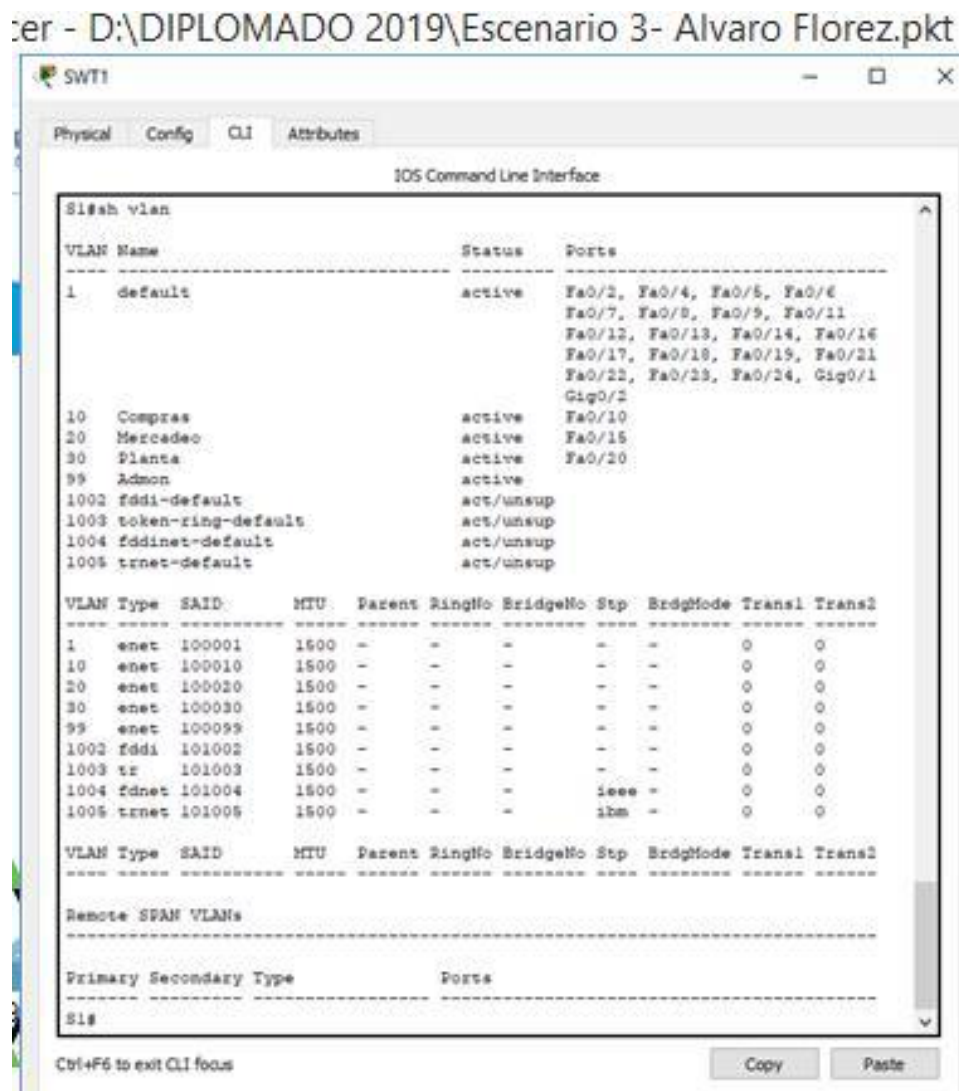 cer - D:\DIPLOMADO 2019\Escenario 3- Alvaro Florez.pkt
SWT1
Physical Config CLI Attributes
IOS Command Line Interface
S1#sh vlan
VLAN Name Status Ports
---- -------------------------------- --------- -------------------------------
1 default active Fa0/2, Fa0/4, Fa0/5, Fa0/6
Fa0/7, Fa0/8, Fa0/9, Fa0/11
Fa0/12, Fa0/13, Fa0/14, Fa0/16
Fa0/17, Fa0/18, Fa0/19, Fa0/21
Fa0/22, Fa0/23, Fa0/24, Gig0/1
Gig0/2
10 Compras active Fa0/10
20 Mercadeo active Fa0/15
30 Planta active Fa0/20
99 Admon active
1002 fddi-default act/unsup
1003 token-ring-default act/unsup
1004 fddinet-default act/unsup
1005 trnet-default act/unsup
VLAN Type SAID MTU Parent RingNo BridgeNo Stp BrdgMode Trans1 Trans2
---- ----- ---------- ----- ------ ------ -------- ---- -------- ------ ------
1 enet 100001 1500 - - - - - 0 0
10 enet 100010 1500 - - - - - 0 0
20 enet 100020 1500 - - - - - 0 0
30 enet 100030 1500 - - - - - 0 0
99 enet 100099 1500 - - - - - 0 0
1002 fddi 101002 1500 - - - - - 0 0
1003 tr 101003 1500 - - - - - 0 0
1004 fdnet 101004 1500 - - - ieee - 0 0
1005 trnet 101005 1500 - - - ibm - 0 0
VLAN Type SAID MTU Parent RingNo BridgeNo Stp BrdgMode Trans1 Trans2
---- ----- ---------- ----- ------ ------ -------- ---- -------- ------ ------
Remote SPAN VLANs
------------------------------------------------------------------------------
Primary Secondary Type Ports
------- --------- ----------------- ------------------------------------------
S1#
Ctrl+F6 to exit CLI focus
Copy Paste